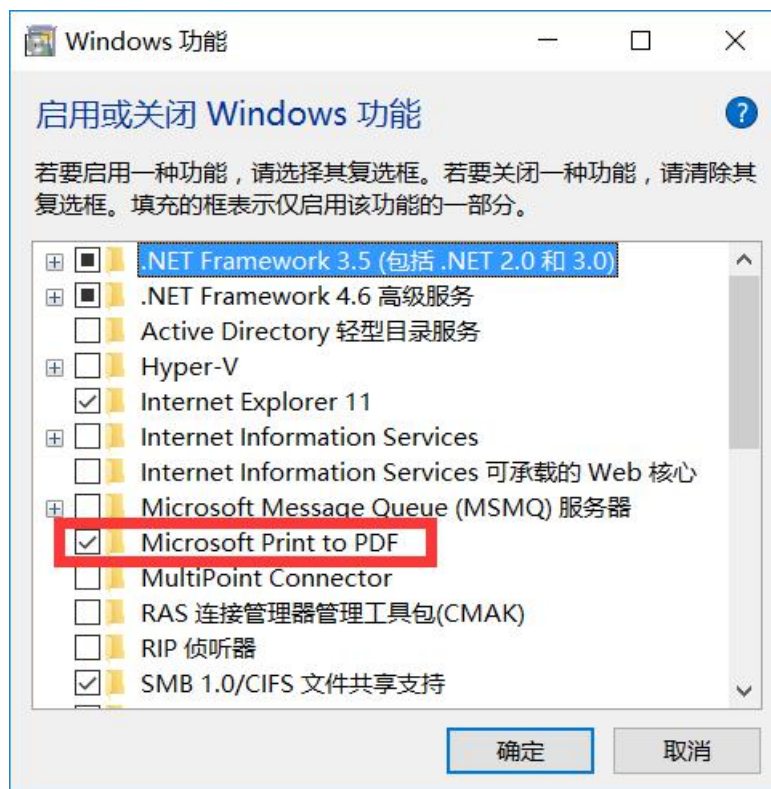 Windows 功能
启用或关闭 Windows 功能
若要启用一种功能，请选择其复选框。若要关闭一种功能，请清除其
复选框。填充的框表示仅启用该功能的一部分。
.NET Framework 3.5 (包括 .NET 2.0 和 3.0)
.NET Framework 4.6 高级服务
Active Directory 轻型目录服务
Hyper-V
Internet Explorer 11
Internet Information Services
Internet Information Services 可承载的 Web 核心
Microsoft Message Queue (MSMQ) 服务器
Microsoft Print to PDF
MultiPoint Connector
RAS 连接管理器管理工具包(CMAK)
RIP 侦听器
SMB 1.0/CIFS 文件共享支持
确定
取消